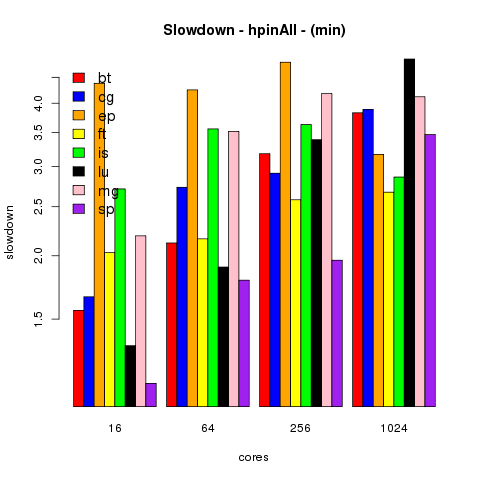 Slowdown - hpinAll - (min)
bt
cg
ep
ft
is
lu
mg
sp
slowdown
4.0
3.5
3.0
2.5
2.0
1.5
16 64 256 1024
cores